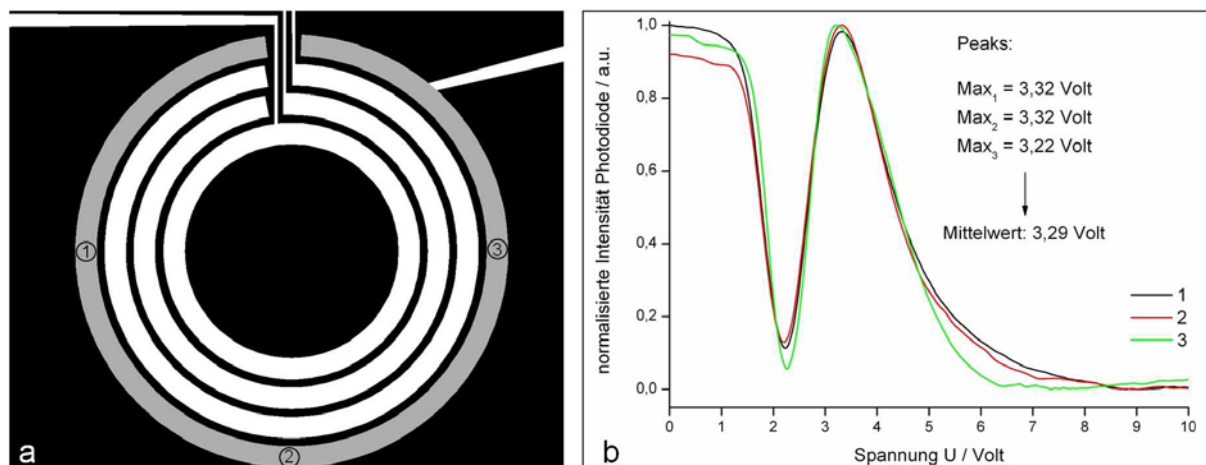 1
2
3
a
normalisierte Intensität Photodiode / a.u.
1,0
0,8
0,6
0,4
0,2
0,0
Peaks:
Max1 = 3,32 Volt
Max2 = 3,32 Volt
Max3 = 3,22 Volt
Mittelwert: 3,29 Volt
1
2
3
0 1 2 3 4 5 6 7 8 9 10
Spannung U / Volt
b